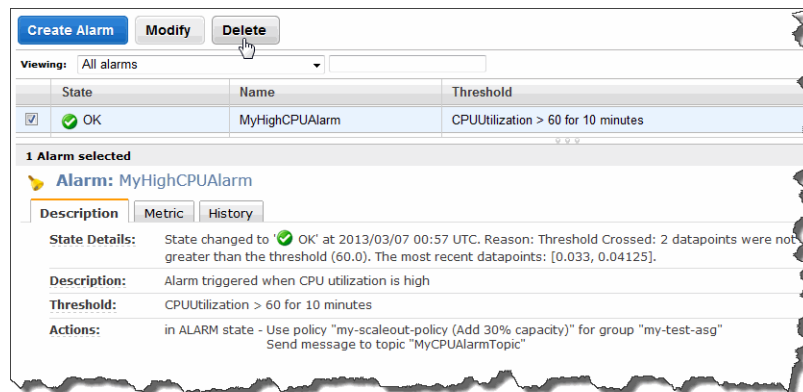 Create Alarm Modify Delete
Viewing: All alarms
State Name Threshold
OK MyHighCPUAlarm CPUUtilization > 60 for 10 minutes
1 Alarm selected
Alarm: MyHighCPUAlarm
Description Metric History
State Details: State changed to ' OK' at 2013/03/07 00:57 UTC. Reason: Threshold Crossed: 2 datapoints were not
greater than the threshold (60.0). The most recent datapoints: [0.033, 0.04125].
Description: Alarm triggered when CPU utilization is high
Threshold: CPUUtilization > 60 for 10 minutes
Actions: in ALARM state - Use policy "my-scaleout-policy (Add 30% capacity)" for group "my-test-asg"
Send message to topic "MyCPUAlarmTopic"